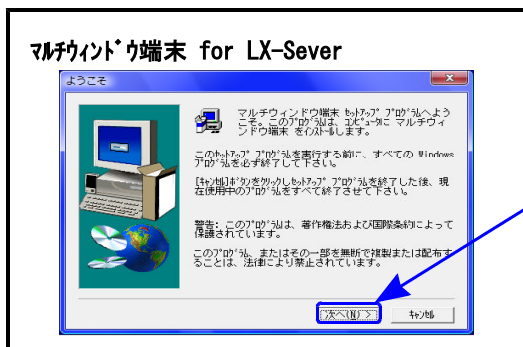 マルチウィンドウ端末 for LX-Sever
ようこそ
マルチウィンドウ端末 ｾｯﾄｱｯﾌﾟ ﾌﾟﾛｸﾞﾗﾑへよう
こそ。このﾌﾟﾛｸﾞﾗﾑは、ｺﾝﾋﾟｭｰﾀに マルチウィ
ンドウ端末 をｲﾝｽﾄｰﾙします。
このｾｯﾄｱｯﾌﾟ ﾌﾟﾛｸﾞﾗﾑを実行する前に、すべての Windows
ﾌﾟﾛｸﾞﾗﾑを必ず終了して下さい。
[ｷｬﾝｾﾙ]ﾎﾞﾀﾝをｸﾘｯｸしｾｯﾄｱｯﾌﾟ ﾌﾟﾛｸﾞﾗﾑを終了した後、現
在使用中のﾌﾟﾛｸﾞﾗﾑをすべて終了させて下さい。
警告: このﾌﾟﾛｸﾞﾗﾑは、著作権法および国際条約によって
保護されています。
このﾌﾟﾛｸﾞﾗﾑ、またはその一部を無断で複製または配布す
ることは、法律により禁止されています。
次へ(N) >
ｷｬﾝｾﾙ